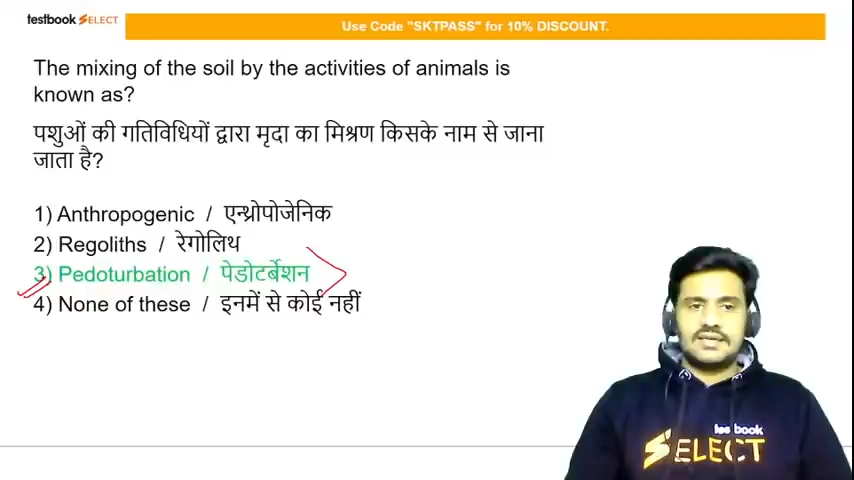 testbook SELECT
Use Code "SKTPASS" for 10% DISCOUNT.
The mixing of the soil by the activities of animals is
known as?
पशुओं की गतिविधियों द्वारा मृदा का मिश्रण किसके नाम से जाना
जाता है?
1) Anthropogenic / एन्थ्रोपोजेनिक
2) Regoliths / रेगोलिथ
3) Pedoturbation / पेडोटर्बेशन
4) None of these / इनमें से कोई नहीं
testbook
SELECT